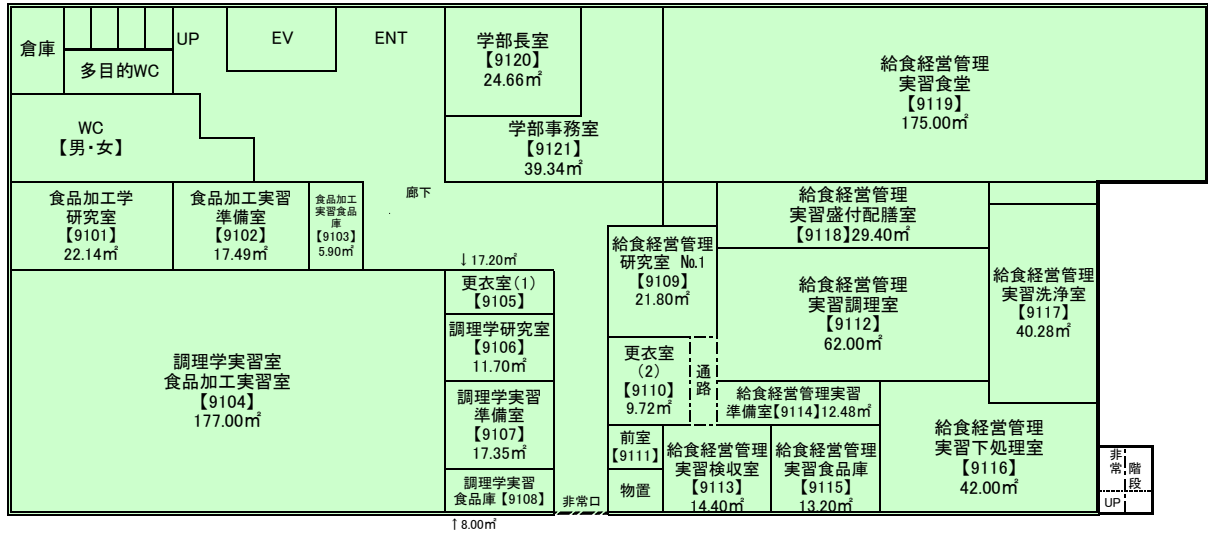 倉庫
UP
EV
ENT
多目的WC
WC
【男・女】
学部長室
【9120】
24.66㎡
学部事務室
【9121】
39.34㎡
給食経営管理
実習食堂
【9119】
175.00㎡
食品加工学
研究室
【9101】
22.14㎡
食品加工実習
準備室
【9102】
17.49㎡
食品加工
実習食品
庫
【9103】
5.90㎡
廊下
↓17.20㎡
更衣室(1)
【9105】
調理学研究室
【9106】
11.70㎡
調理学実習
準備室
【9107】
17.35㎡
調理学実習
食品庫【9108】
↑8.00㎡
調理学実習室
食品加工実習室
【9104】
177.00㎡
非常口
給食経営管理
研究室 №1
【9109】
21.80㎡
更衣室
(2)
【9110】
9.72㎡
通路
前室
【9111】
物置
給食経営管理
実習盛付配膳室
【9118】29.40㎡
給食経営管理
実習調理室
【9112】
62.00㎡
給食経営管理
実習洗浄室
【9117】
40.28㎡
給食経営管理実習
準備室【9114】12.48㎡
給食経営管理
実習検収室
【9113】
14.40㎡
給食経営管理
実習食品庫
【9115】
13.20㎡
給食経営管理
実習下処理室
【9116】
42.00㎡
非常
階段
UP